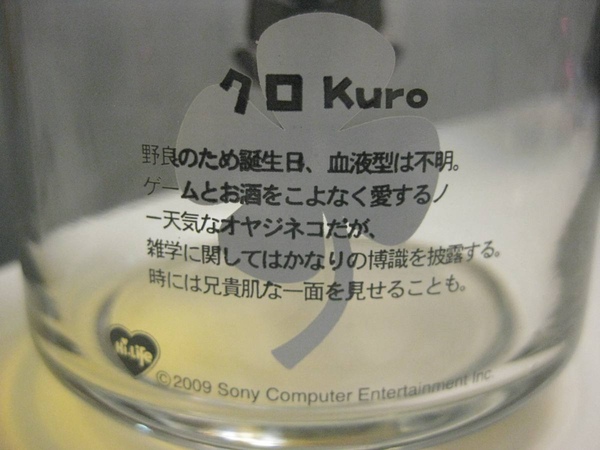 クロ Kuro
野良のため誕生日、血液型は不明。
ゲームとお酒をこよなく愛するノ
ー天気なオヤジネコだが、
雑学に関してはかなりの博識を披露する。
時には兄貴肌な一面を見せることも。
©2009 Sony Computer Entertainment Inc